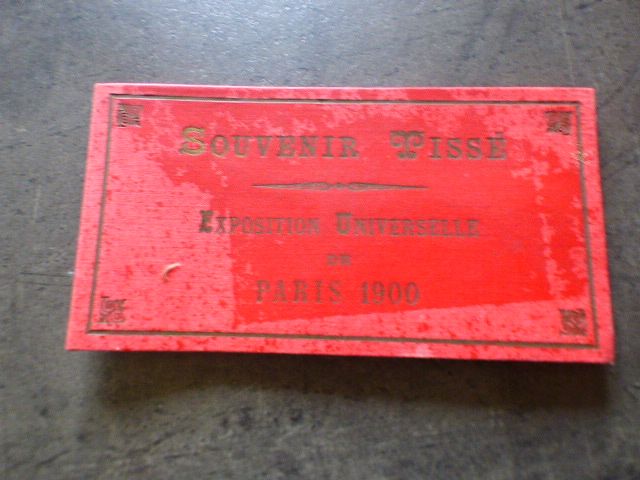 SOUVENIR TISSÉ
EXPOSITION UNIVERSELLE
DE
PARIS 1900